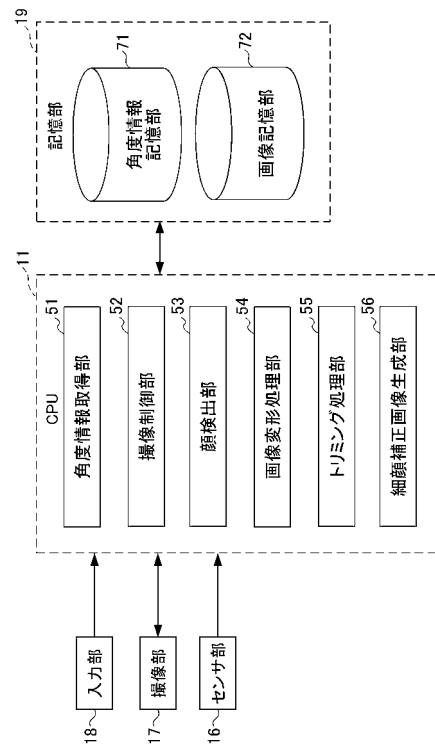 入力部
18
撮像部
17
センサ部
16
11
CPU
51
角度情報取得部
52
撮像制御部
53
顔検出部
54
画像変形処理部
55
トリミング処理部
56
細顔補正画像生成部
19
記憶部
71
角度情報
記憶部
72
画像記憶部